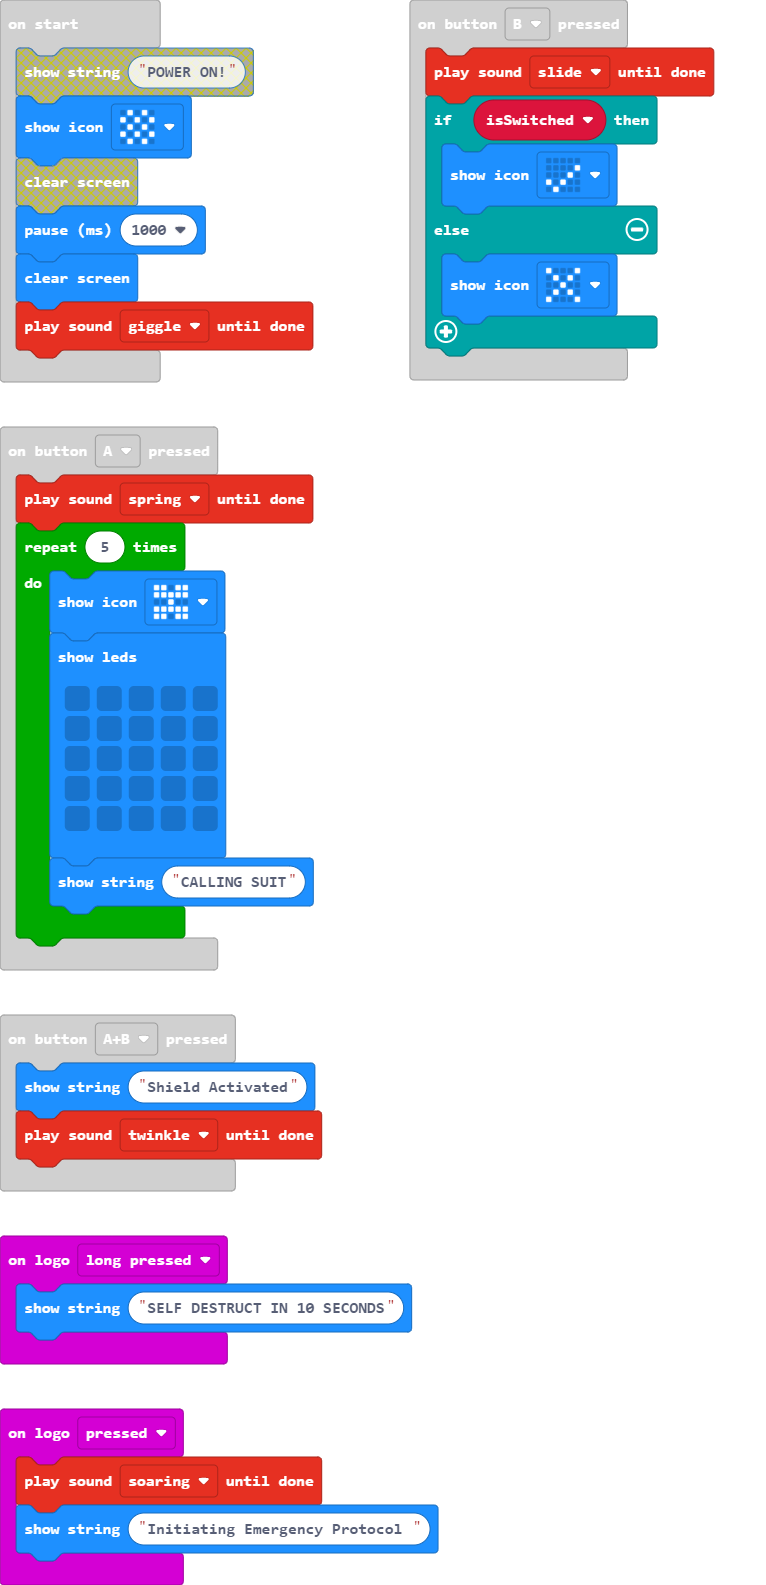 on start
show string "POWER ON!"
show icon
clear screen
pause (ms) 1000
clear screen
play sound giggle until done
on button B pressed
play sound slide until done
if isSwitched then
show icon
else
show icon
on button A pressed
play sound spring until done
repeat 5 times
do
show icon
show leds
show string "CALLING SUIT"
on button A+B pressed
show string "Shield Activated"
play sound twinkle until done
on logo long pressed
show string "SELF DESTRUCT IN 10 SECONDS"
on logo pressed
play sound soaring until done
show string "Initiating Emergency Protocol "